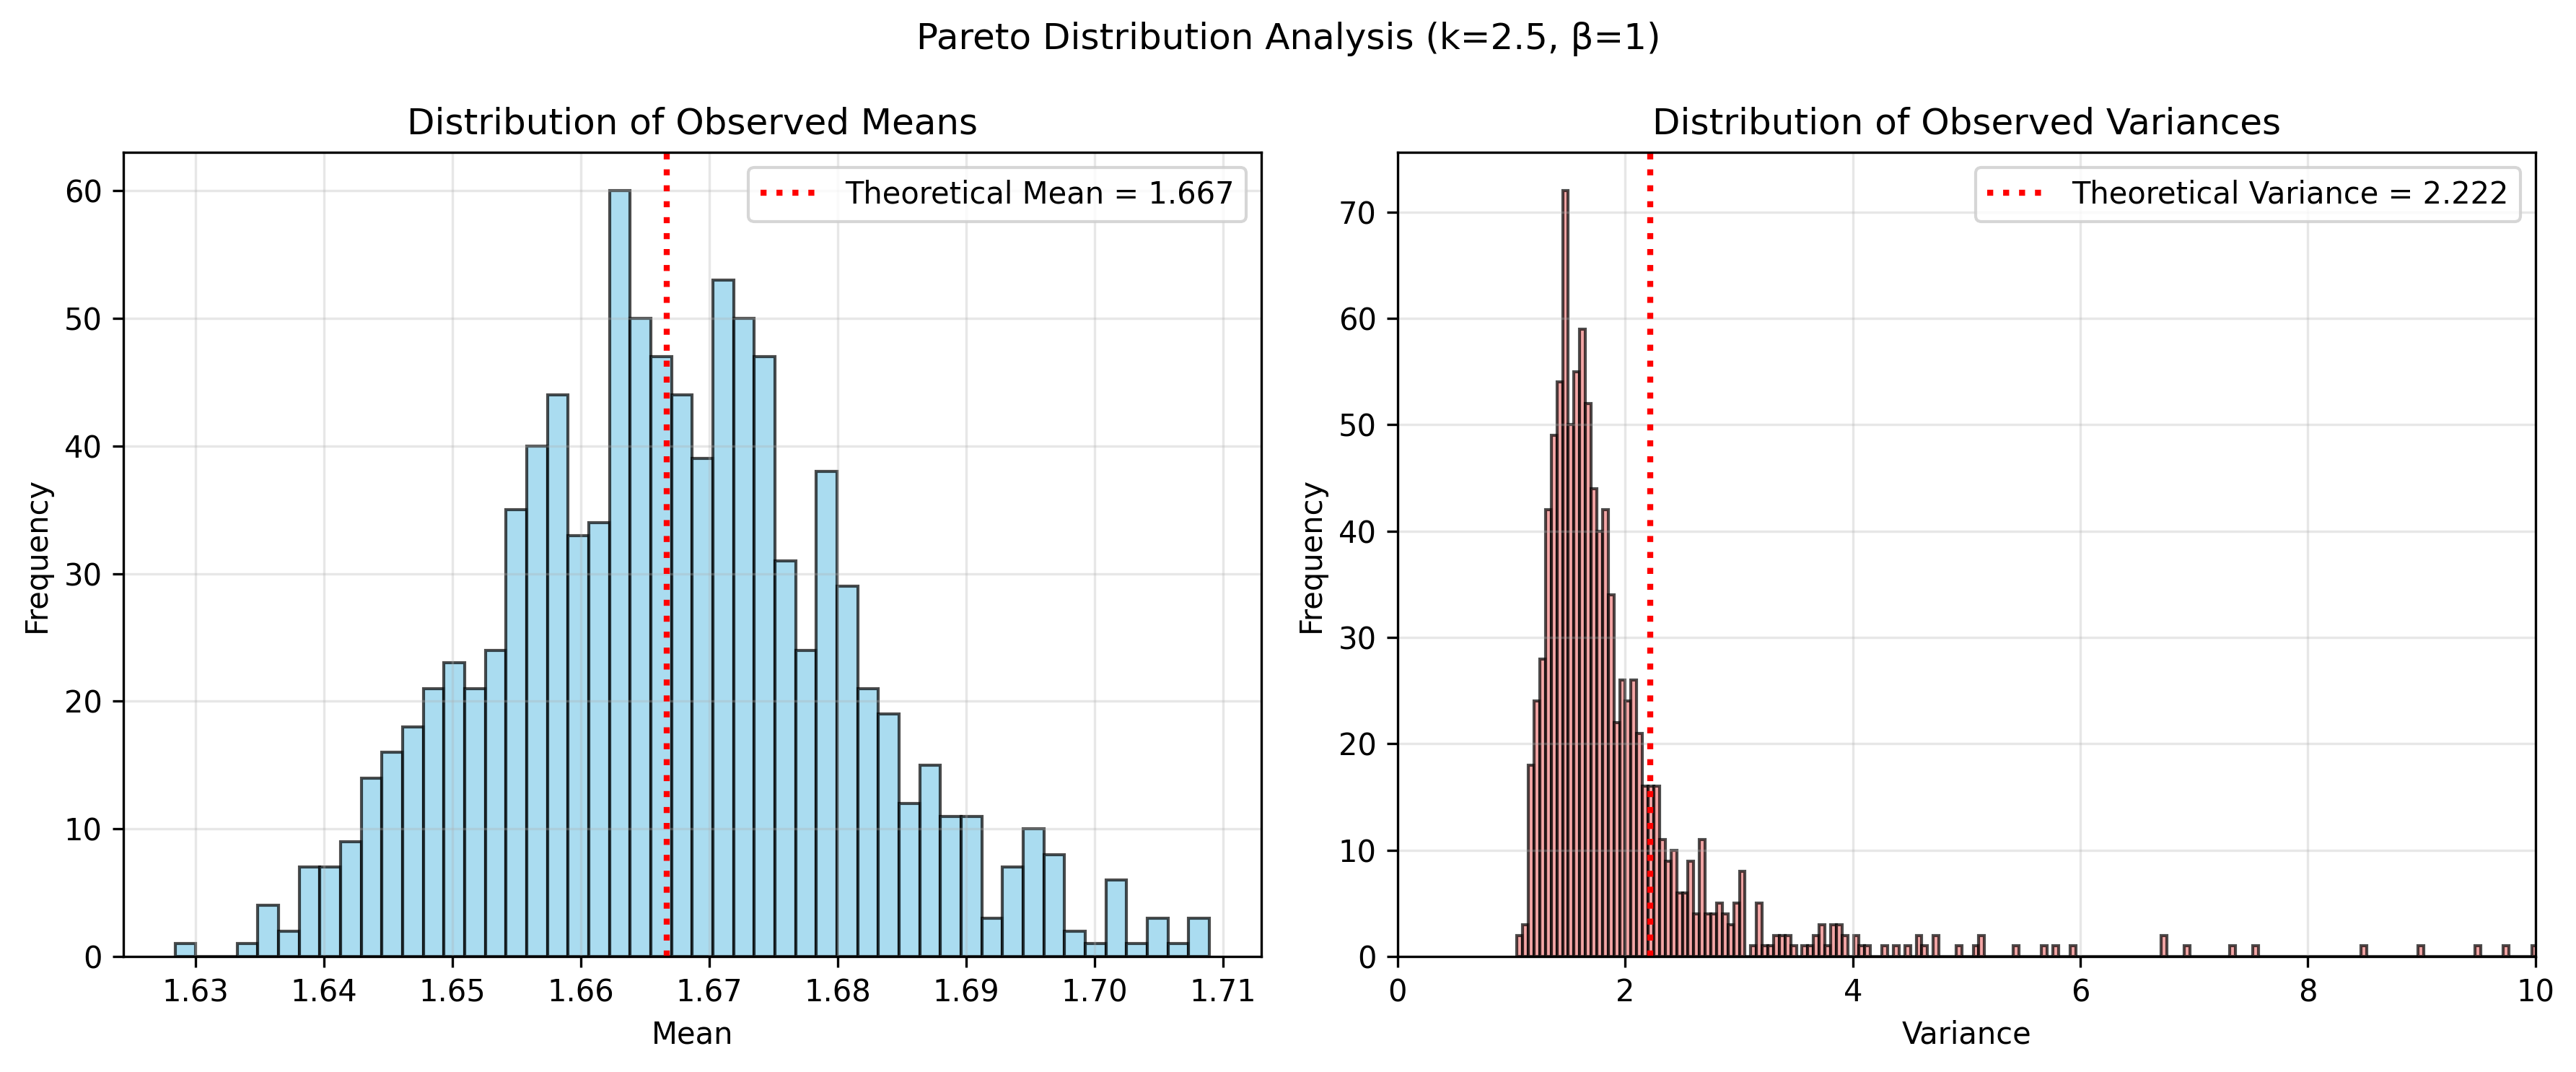 Pareto Distribution Analysis (k=2.5, β=1)
Distribution of Observed Means
Theoretical Mean = 1.667
Frequency
60
50
40
30
20
10
0
1.63 1.64 1.65 1.66 1.67 1.68 1.69 1.70 1.71
Mean
Distribution of Observed Variances
Theoretical Variance = 2.222
Frequency
70
60
50
40
30
20
10
0
0 2 4 6 8 10
Variance